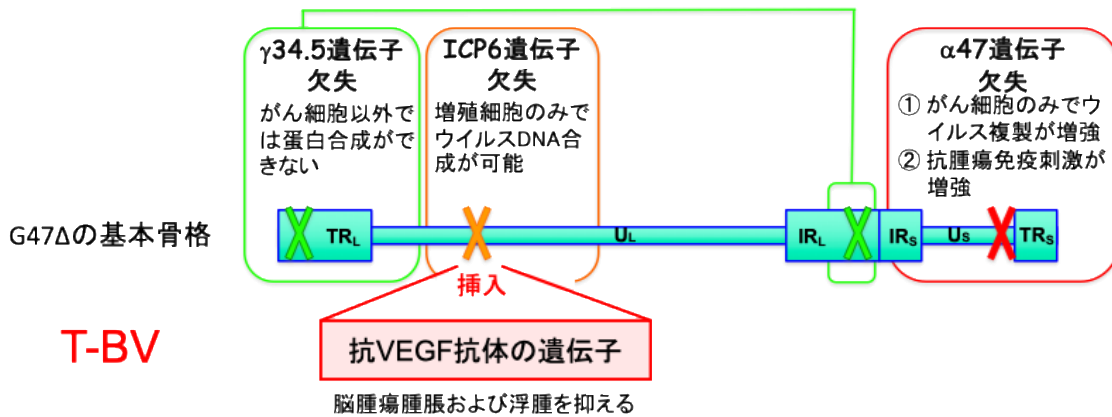 γ34.5遺伝子
欠失
がん細胞以外で
は蛋白合成がで
きない
ICP6遺伝子
欠失
増殖細胞のみで
ウイルスDNA合
成が可能
α47遺伝子
欠失
① がん細胞のみでウ
イルス複製が増強
② 抗腫瘍免疫刺激が
増強
G47Δの基本骨格
TRL
UL
IRL
IRS
US
TRS
挿入
T-BV
抗VEGF抗体の遺伝子
脳腫瘍腫脹および浮腫を抑える